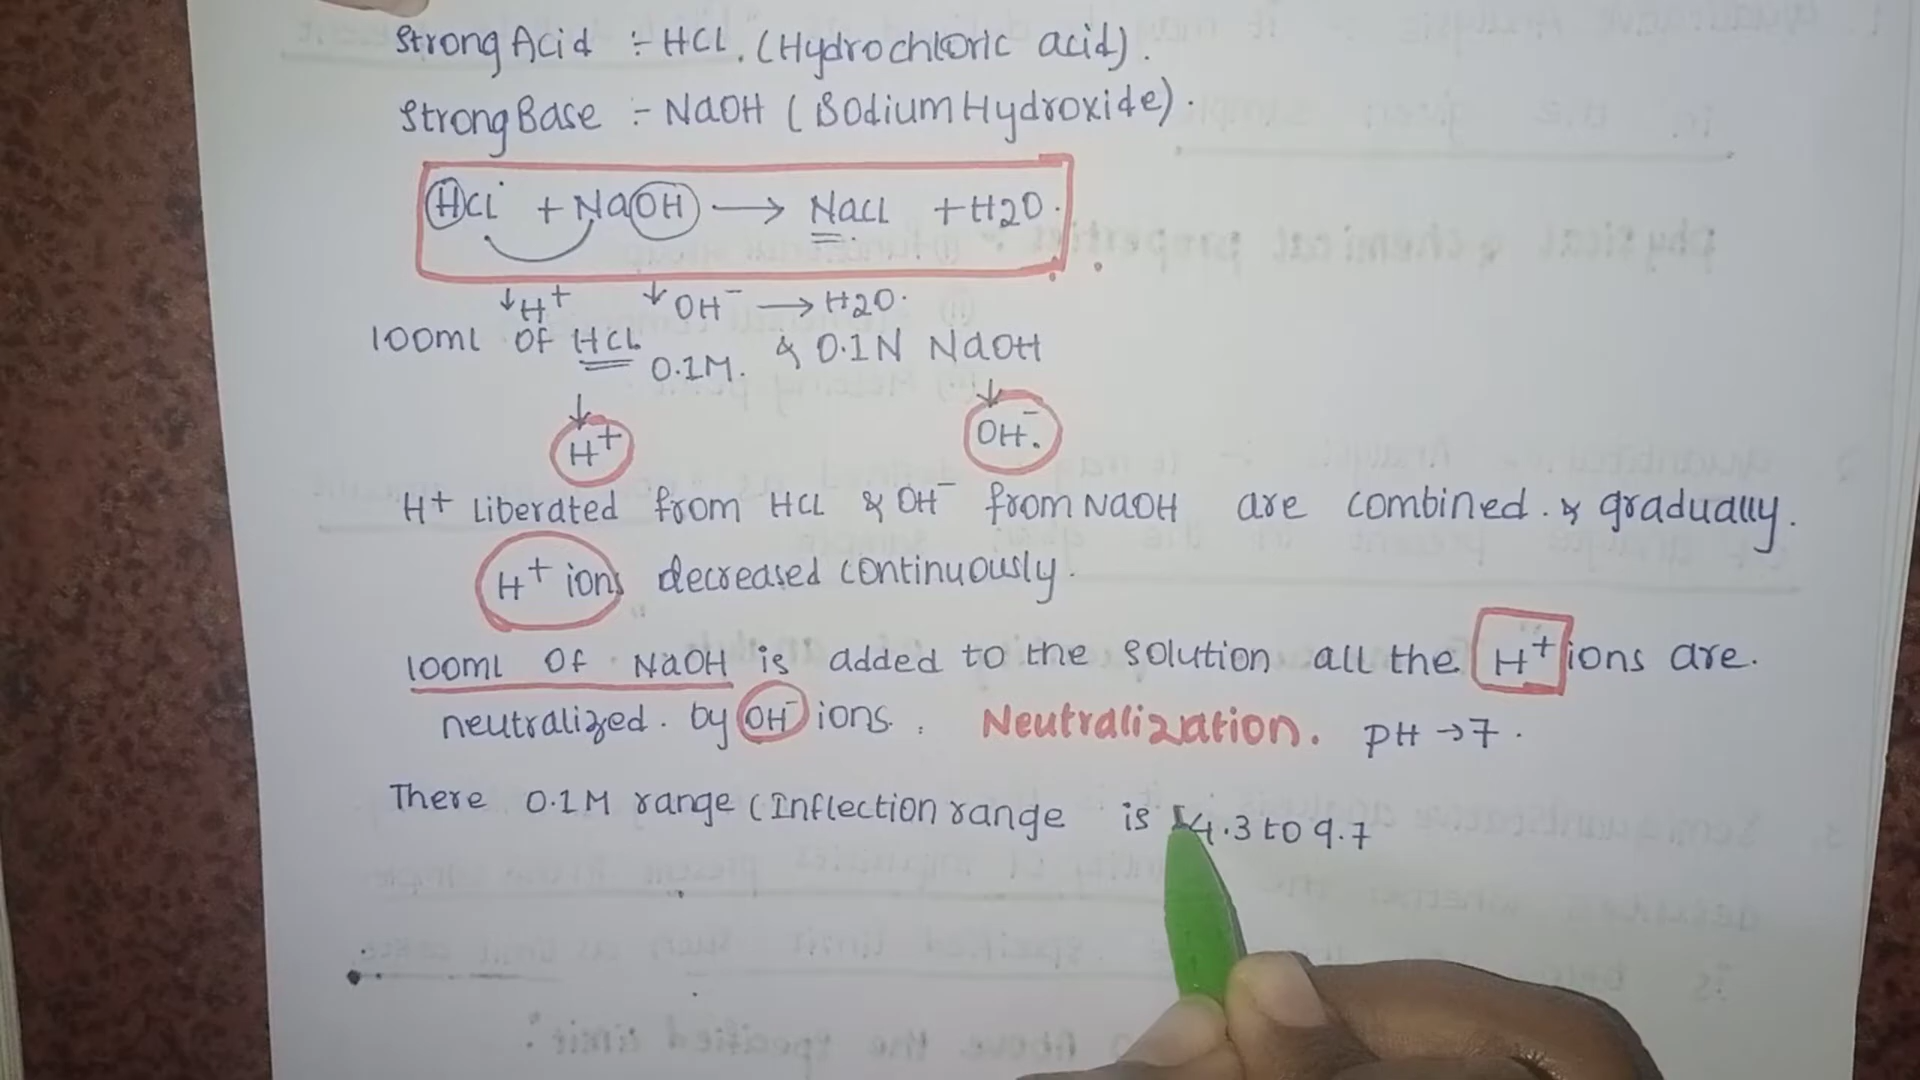 Strong Acid :- HCl. (Hydrochloric acid).
Strong Base :- NaOH (Sodium Hydroxide).
HCl + NaOH → NaCl + H2O.
↓H+ ↓OH- → H2O.
100ml of HCl 0.1M. & 0.1N NaOH
↓ ↓
H+ OH-.
H+ liberated from HCl & OH- from NaOH are combined. & gradually.
H+ ions decreased continuously.
100ml of NaOH is added to the solution all the H+ ions are.
neutralized. by OH- ions. Neutralization. pH → 7.
There 0.1M range (Inflection range is 4.3 to 9.7